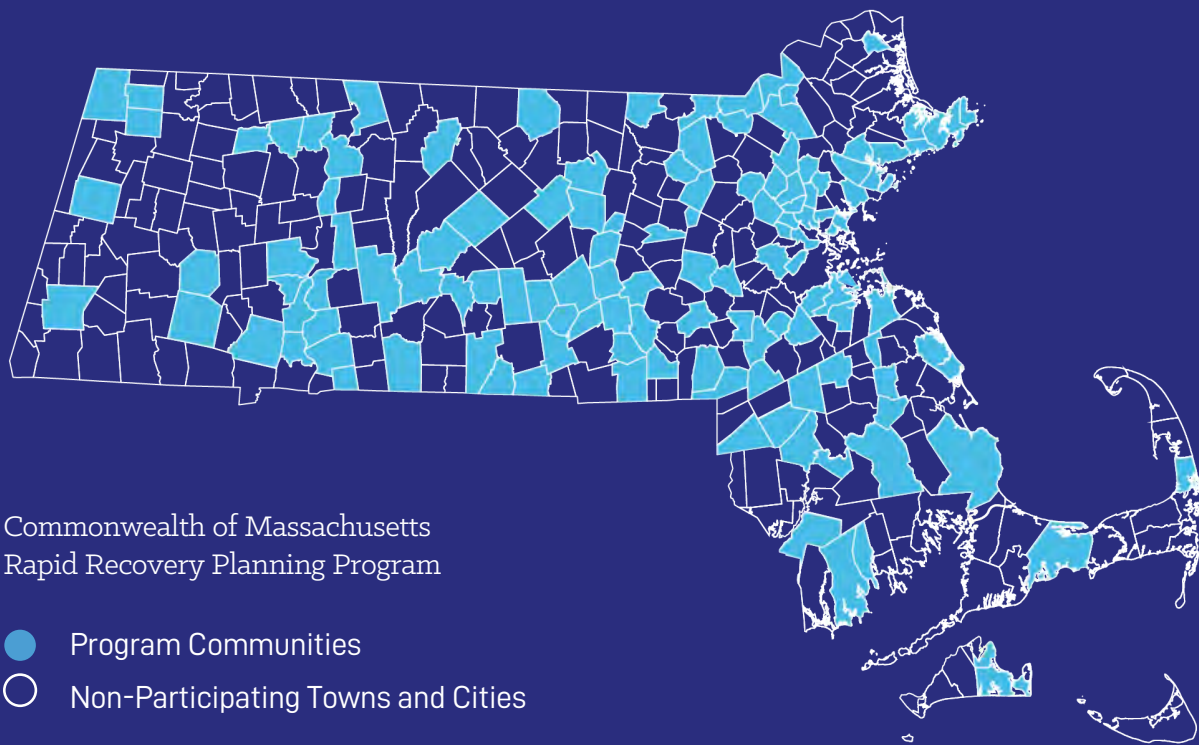 Commonwealth of Massachusetts
Rapid Recovery Planning Program
Program Communities
Non-Participating Towns and Cities